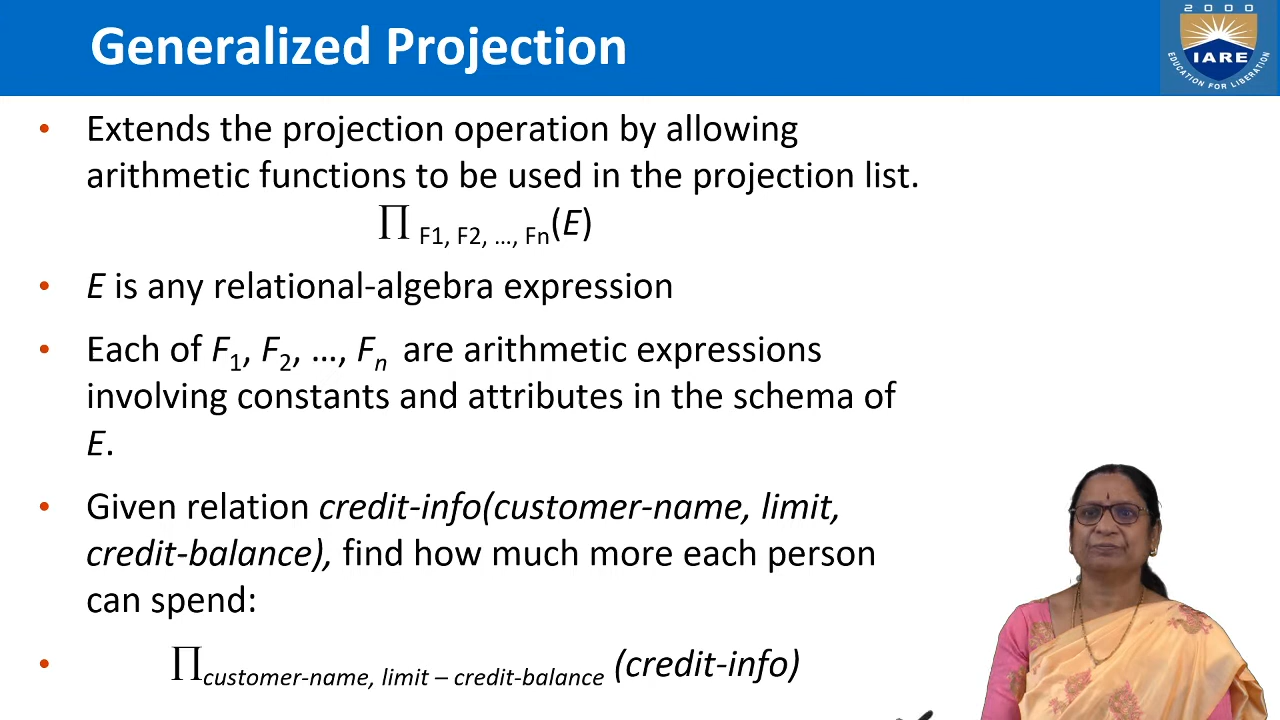 Generalized Projection
2000
IARE
EDUCATION FOR LIBERATION
• Extends the projection operation by allowing
arithmetic functions to be used in the projection list.
∏ F1, F2, …, Fn(E)
• E is any relational-algebra expression
• Each of F1, F2, …, Fn are arithmetic expressions
involving constants and attributes in the schema of
E.
• Given relation credit-info(customer-name, limit,
credit-balance), find how much more each person
can spend:
• ∏customer-name, limit – credit-balance (credit-info)